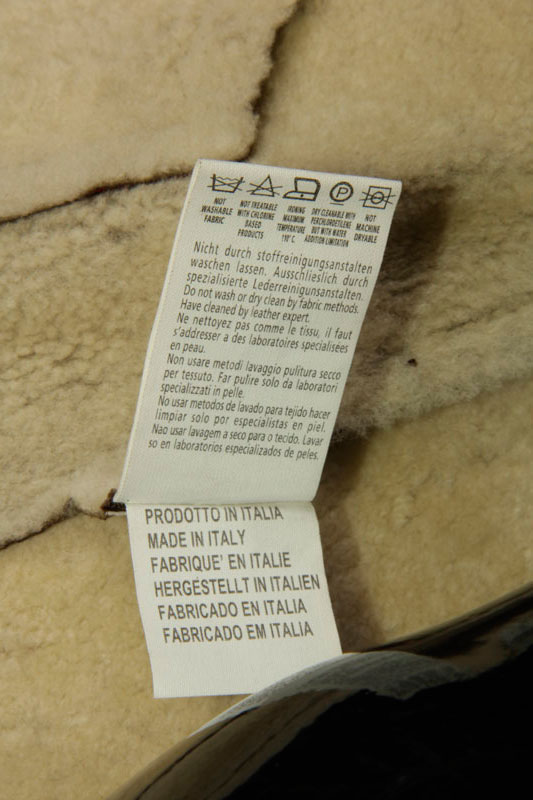 P
NOT WASHABLE FABRIC
NOT TREATABLE WITH CHLORINE BASED PRODUCTS
IRONING MAXIMUM TEMPERATURE
DRY CLEANABLE WITH PERCHLOROETILENE BUT WITH WATER ADDITION LIMITATION
NOT MACHINE DRYABLE
Nicht durch stoffreinigungsanstalten
waschen lassen. Ausschlieslich durch
spezialisierte Lederreinigunsanstalten.
Do not wash or dry clean by fabric methods.
Have cleaned by leather expert.
Ne nettoyez pas comme le tissu, il faut
s'addresser a des laboratoires specialisées
en peau.
Non usare metodi lavaggio pulitura secco
per tessuto. Far pulire solo da laboratori
specializzati in pelle.
No usar metodos de lavado para tejido hacer
limpiar solo por especialistas en piel.
Nao usar lavagem a seco para o tecido. Lavar
so en laboratorios especializados de peles.
PRODOTTO IN ITALIA
MADE IN ITALY
FABRIQUE' EN ITALIE
HERGESTELLT IN ITALIEN
FABRICADO EN ITALIA
FABRICADO EM ITALIA